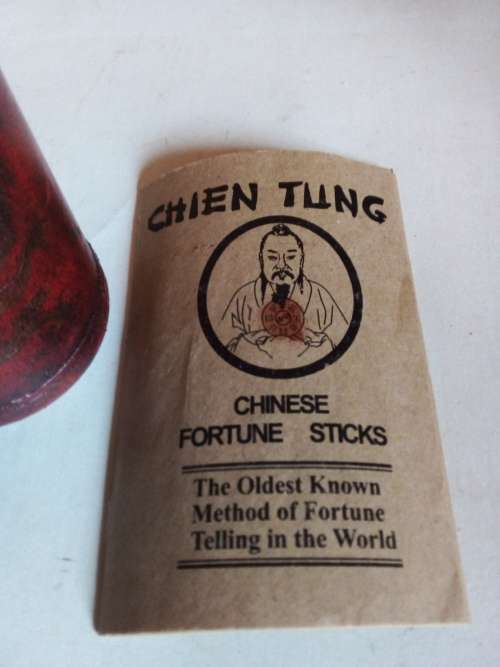 CHIEN TUNG
CHINESE
FORTUNE STICKS
The Oldest Known
Method of Fortune
Telling in the World